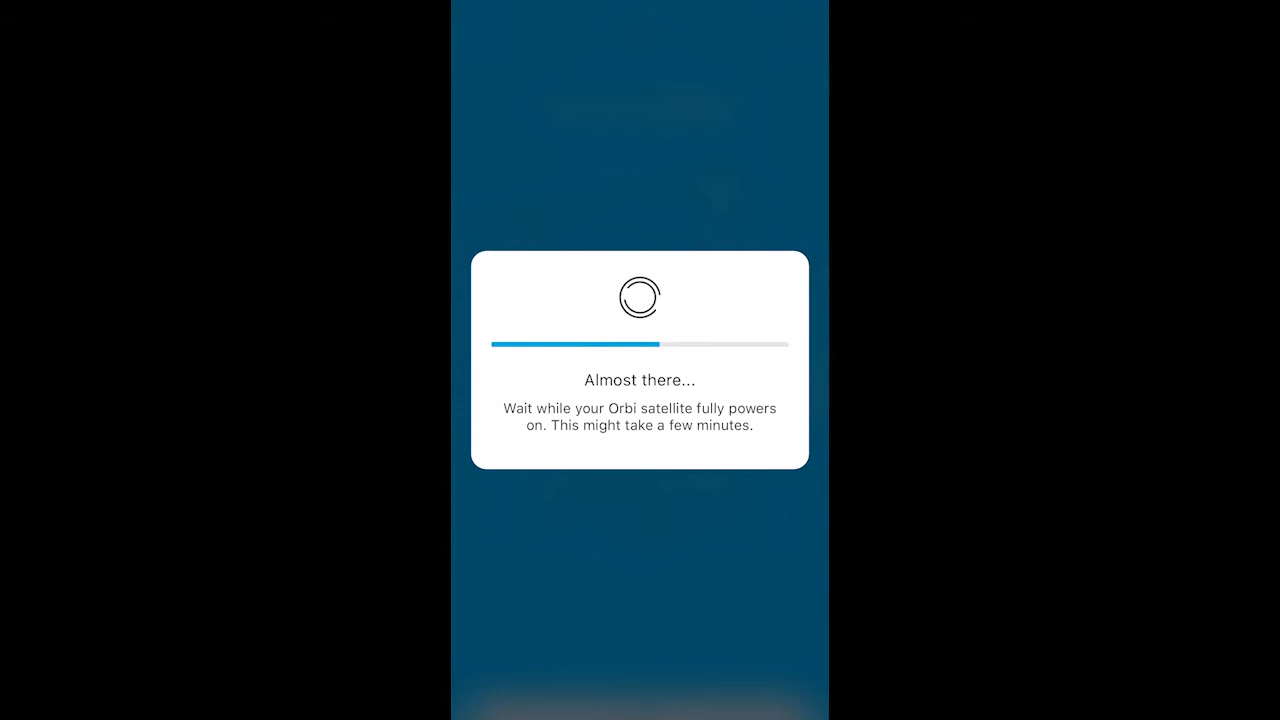 Almost there...
Wait while your Orbi satellite fully powers
on. This might take a few minutes.